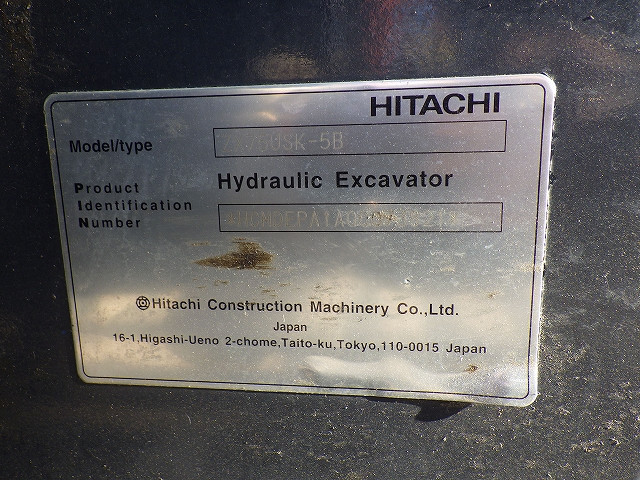 HITACHI
Model/type
Hydraulic Excavator
Product
Identification
Number
Hitachi Construction Machinery Co.,Ltd.
Japan
16-1,Higashi-Ueno 2-chome,Taito-ku,Tokyo,110-0015 Japan